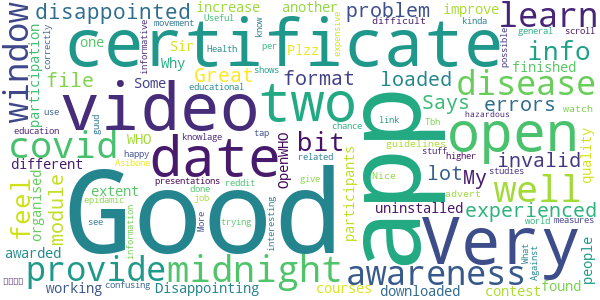 disappointed
increase
another
problem
improve
learn
movement
know
kinda
Useful
difficult
window
certificate
correctly
participation
one
Sir
Health
per
Plzz
expensive
general
scroll
possible
informative
file
Why
Great
format
loaded
info
finished
Some
shows
educational
video
two
disease
Says
errors
education
use
guud
WHO
knowlage
tap
OpenWHO
Tbh
link
chance
watch
hazardous
covid
date
bit
app
open
guidelines
quality
different
happy
Asibone
related
participants
stuff
higher
invalid
feel
module
extent
presentations
reddit
give
lot
My
studies
well
organised
done
job
Nice
advert
uninstalled
experienced
epidemic
information
More
trying
interesting
Good
Very
world
measures
see
awarded
provide
midnight
awareness
What
Against
people
working
confusing
Disappointing
courses
downloaded
contest
found